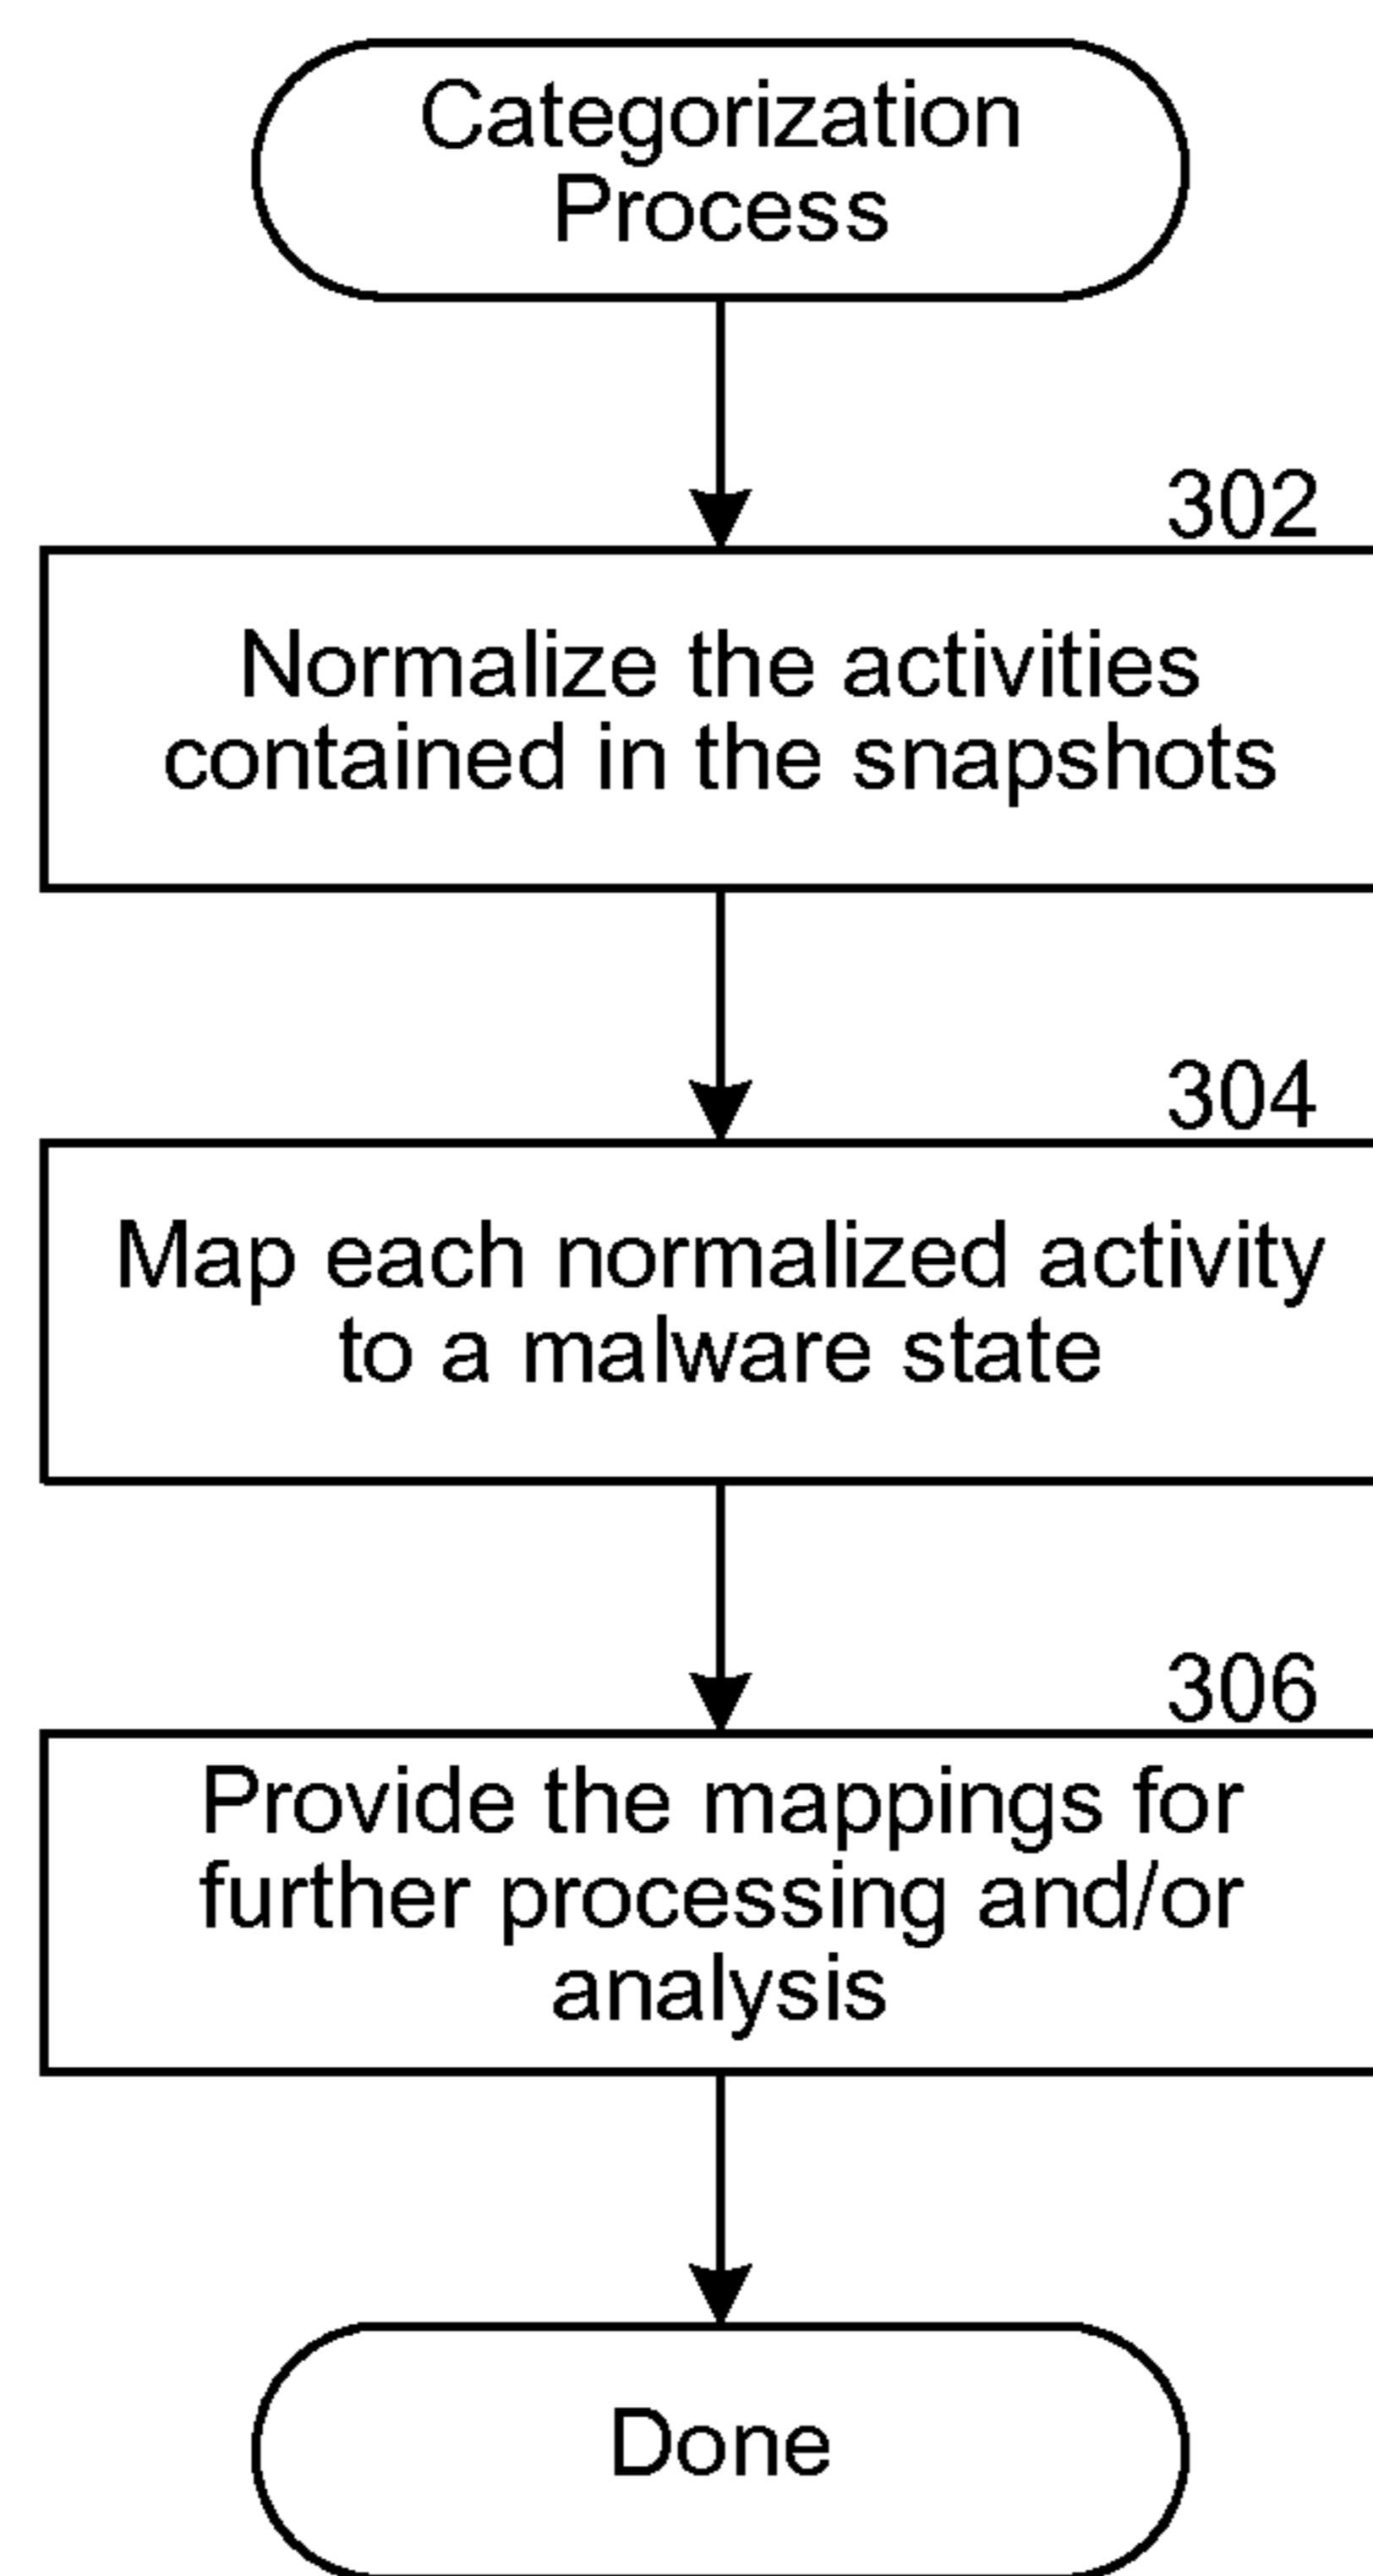 Categorization
Process
302
Normalize the activities
contained in the snapshots
304
Map each normalized activity
to a malware state
306
Provide the mappings for
further processing and/or
analysis
Done